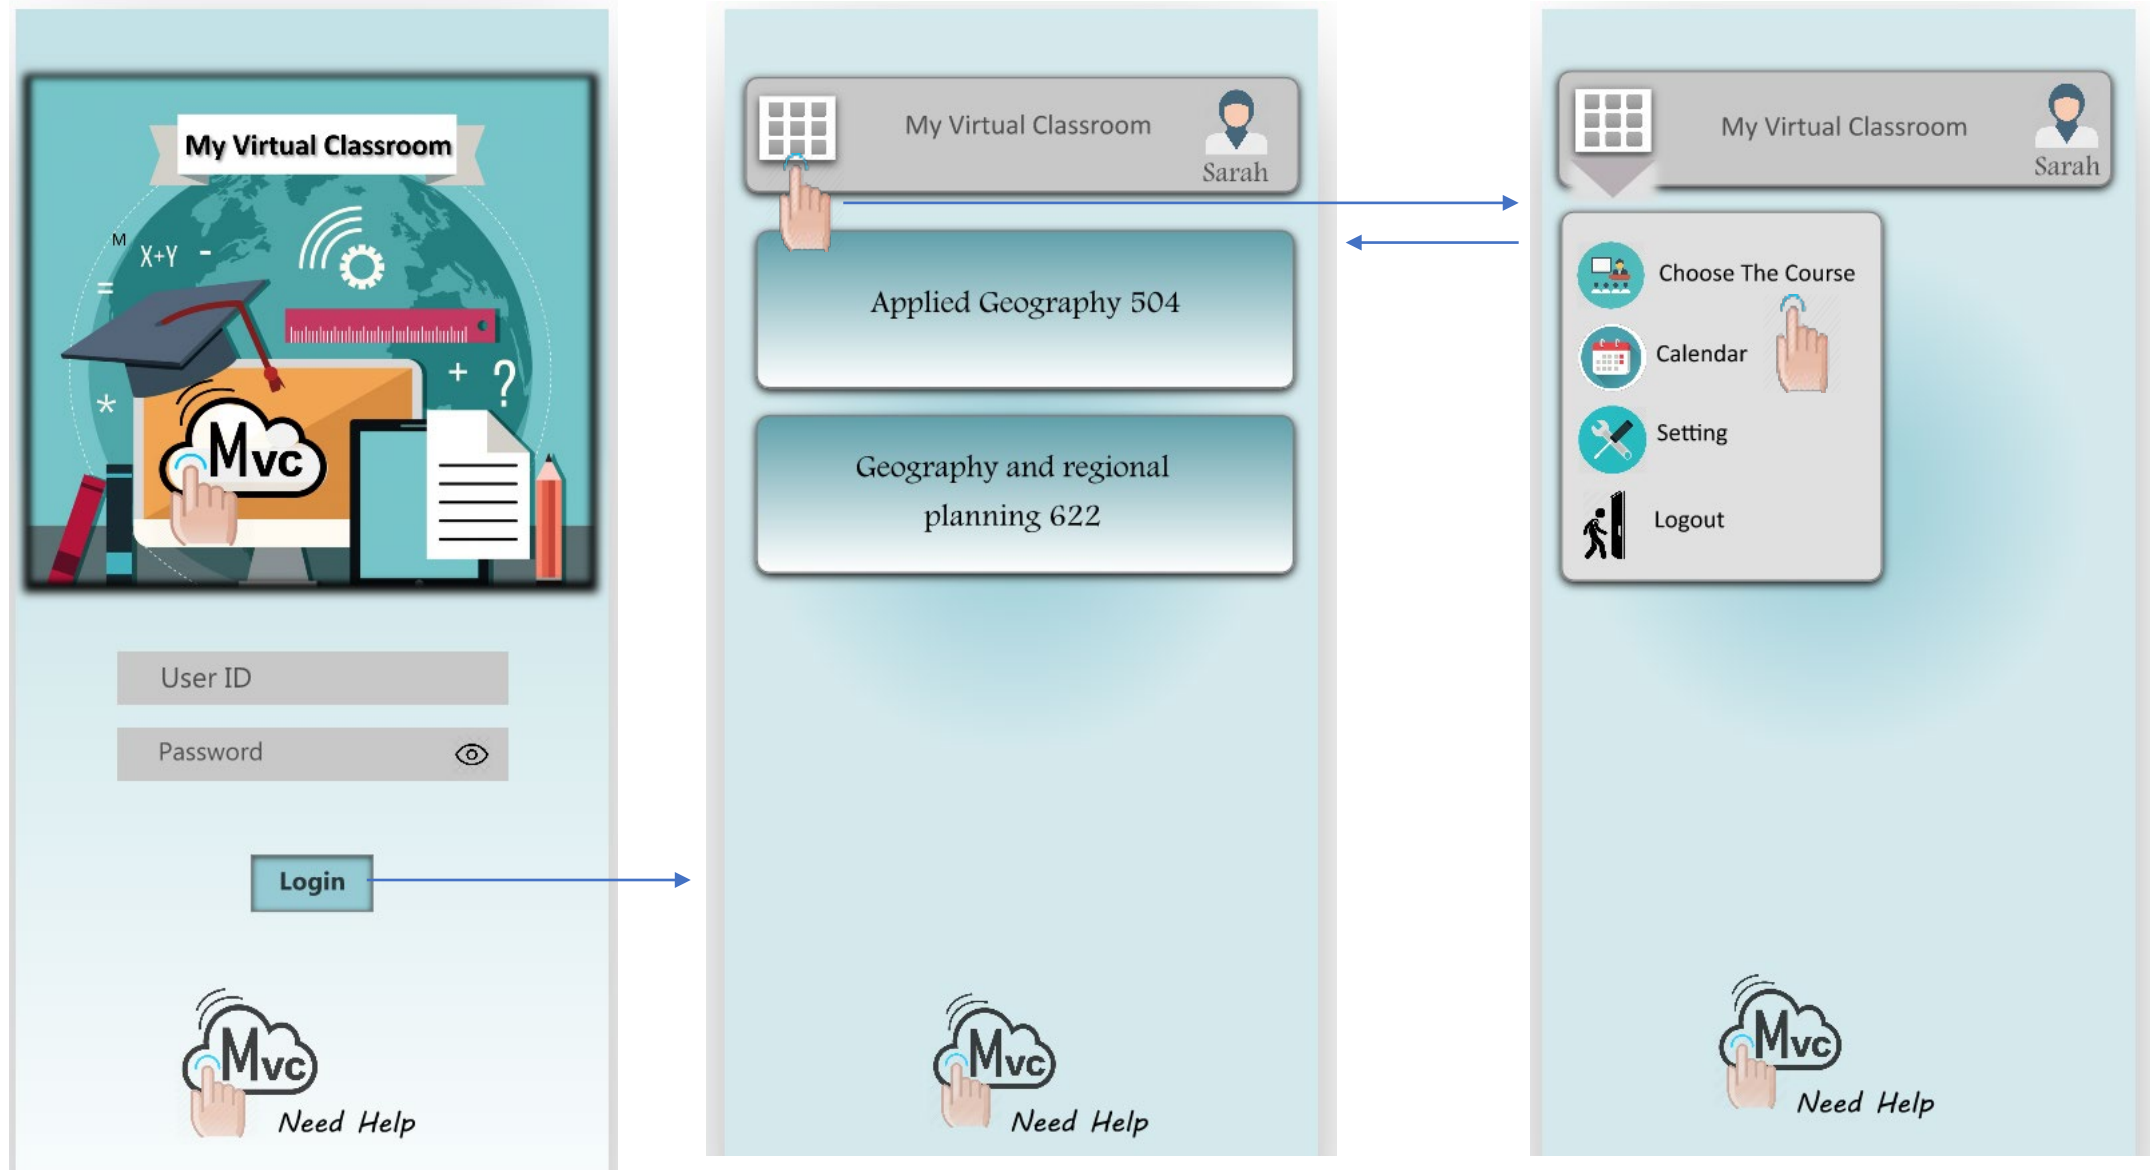 My Virtual Classroom
M
X+Y -
=
+ ?
*
Mvc
User ID
Password
Login
Mvc
Need Help
My Virtual Classroom
Sarah
Applied Geography 504
Geography and regional
planning 622
Mvc
Need Help
My Virtual Classroom
Sarah
Choose The Course
Calendar
Setting
Logout
Mvc
Need Help